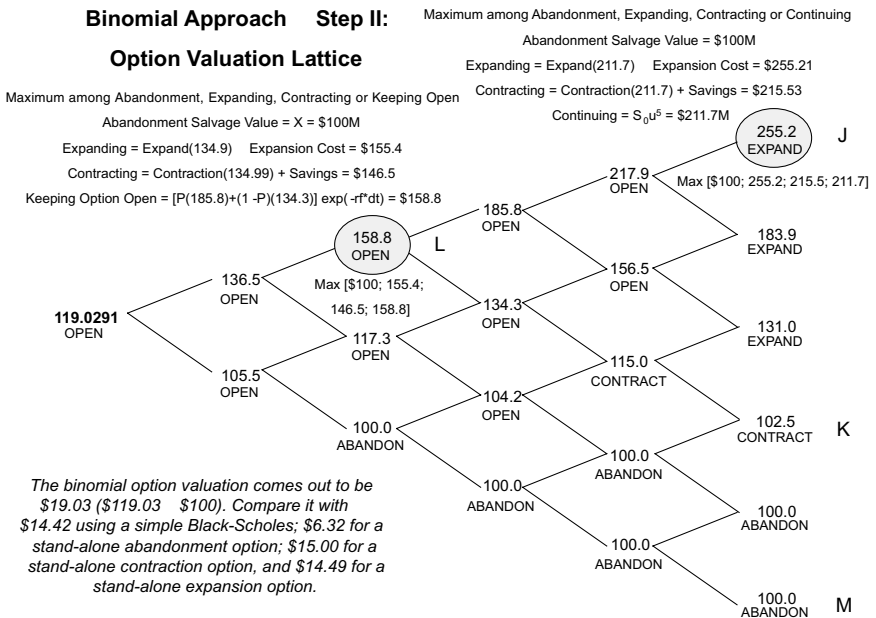 Binomial Approach Step II:
Option Valuation Lattice
Maximum among Abandonment, Expanding, Contracting or Keeping Open
Abandonment Salvage Value = X = $100M
Expanding = Expand(134.9) Expansion Cost = $155.4
Contracting = Contraction(134.99) + Savings = $146.5
Keeping Option Open = [P(185.8)+(1 -P)(134.3)] exp( -rf*dt) = $158.8
Maximum among Abandonment, Expanding, Contracting or Continuing
Abandonment Salvage Value = $100M
Expanding = Expand(211.7) Expansion Cost = $255.21
Contracting = Contraction(211.7) + Savings = $215.53
Continuing = S₀u⁵ = $211.7M
119.0291
OPEN
136.5
OPEN
105.5
OPEN
158.8
OPEN
L
Max [$100; 155.4;
146.5; 158.8]
117.3
OPEN
100.0
ABANDON
185.8
OPEN
134.3
OPEN
104.2
OPEN
100.0
ABANDON
217.9
OPEN
156.5
OPEN
115.0
CONTRACT
100.0
ABANDON
100.0
ABANDON
255.2
EXPAND
J
Max [$100; 255.2; 215.5; 211.7]
183.9
EXPAND
131.0
EXPAND
102.5
CONTRACT
K
100.0
ABANDON
100.0
ABANDON
M
The binomial option valuation comes out to be
$19.03 ($119.03 $100). Compare it with
$14.42 using a simple Black-Scholes; $6.32 for a
stand-alone abandonment option; $15.00 for a
stand-alone contraction option, and $14.49 for a
stand-alone expansion option.